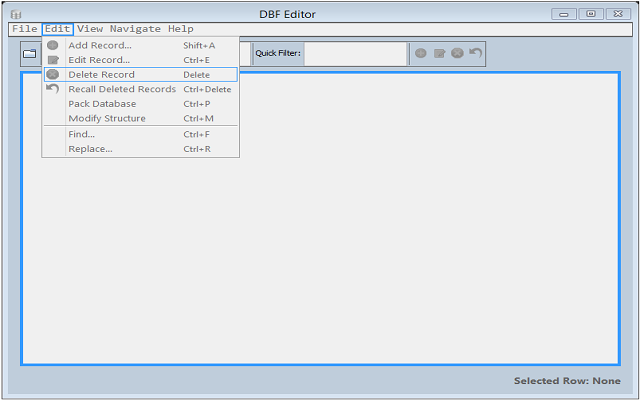 DBF Editor
File Edit View Navigate Help
Quick Filter:
Add Record... Shift+A
Edit Record... Ctrl+E
Delete Record Delete
Recall Deleted Records Ctrl+Delete
Pack Database Ctrl+P
Modify Structure Ctrl+M
Find... Ctrl+F
Replace... Ctrl+R
Selected Row: None